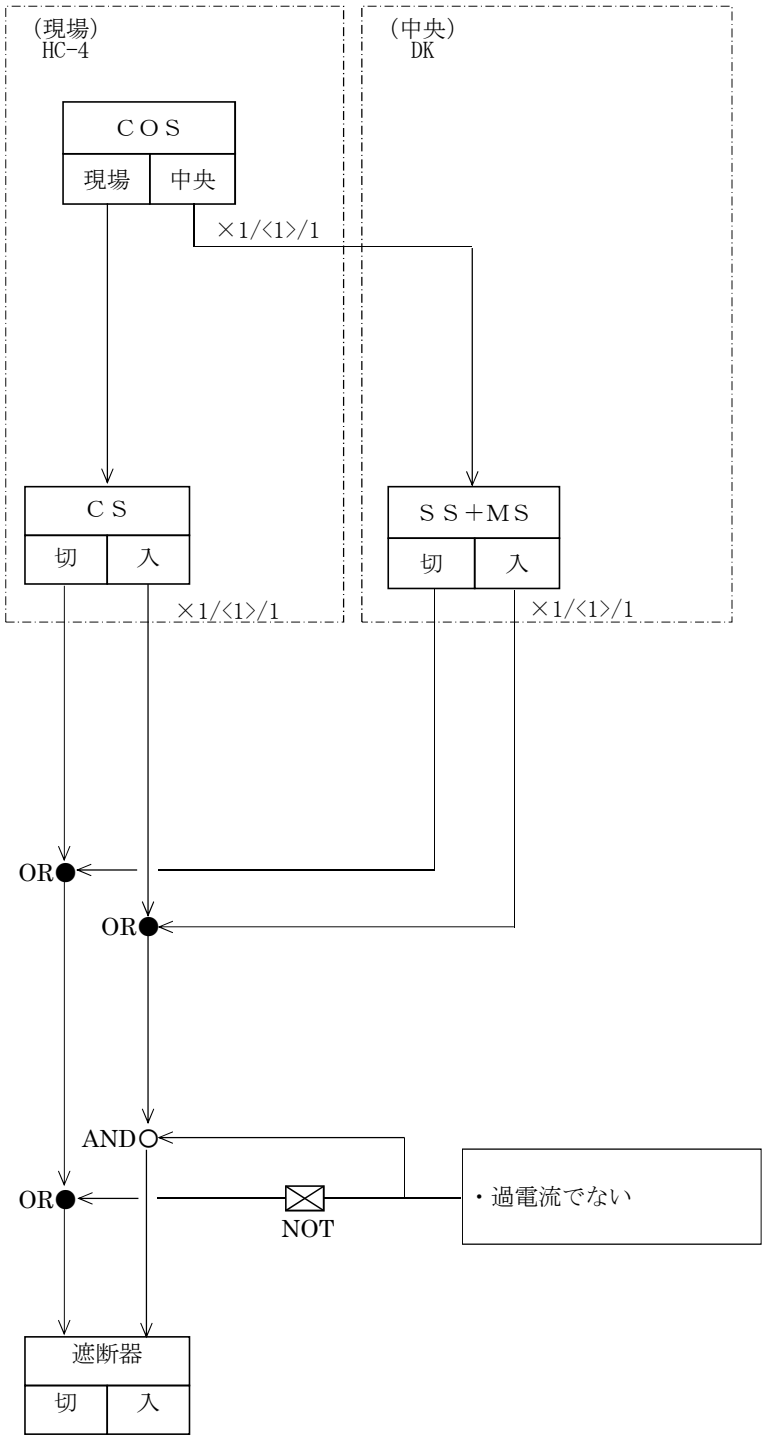 (現場)
HC-4
(中央)
DK
ＣＯＳ
現場
中央
×1/<1>/1
ＣＳ
切
入
×1/<1>/1
ＳＳ＋ＭＳ
切
入
×1/<1>/1
OR
OR
AND
OR
NOT
・過電流でない
遮断器
切
入